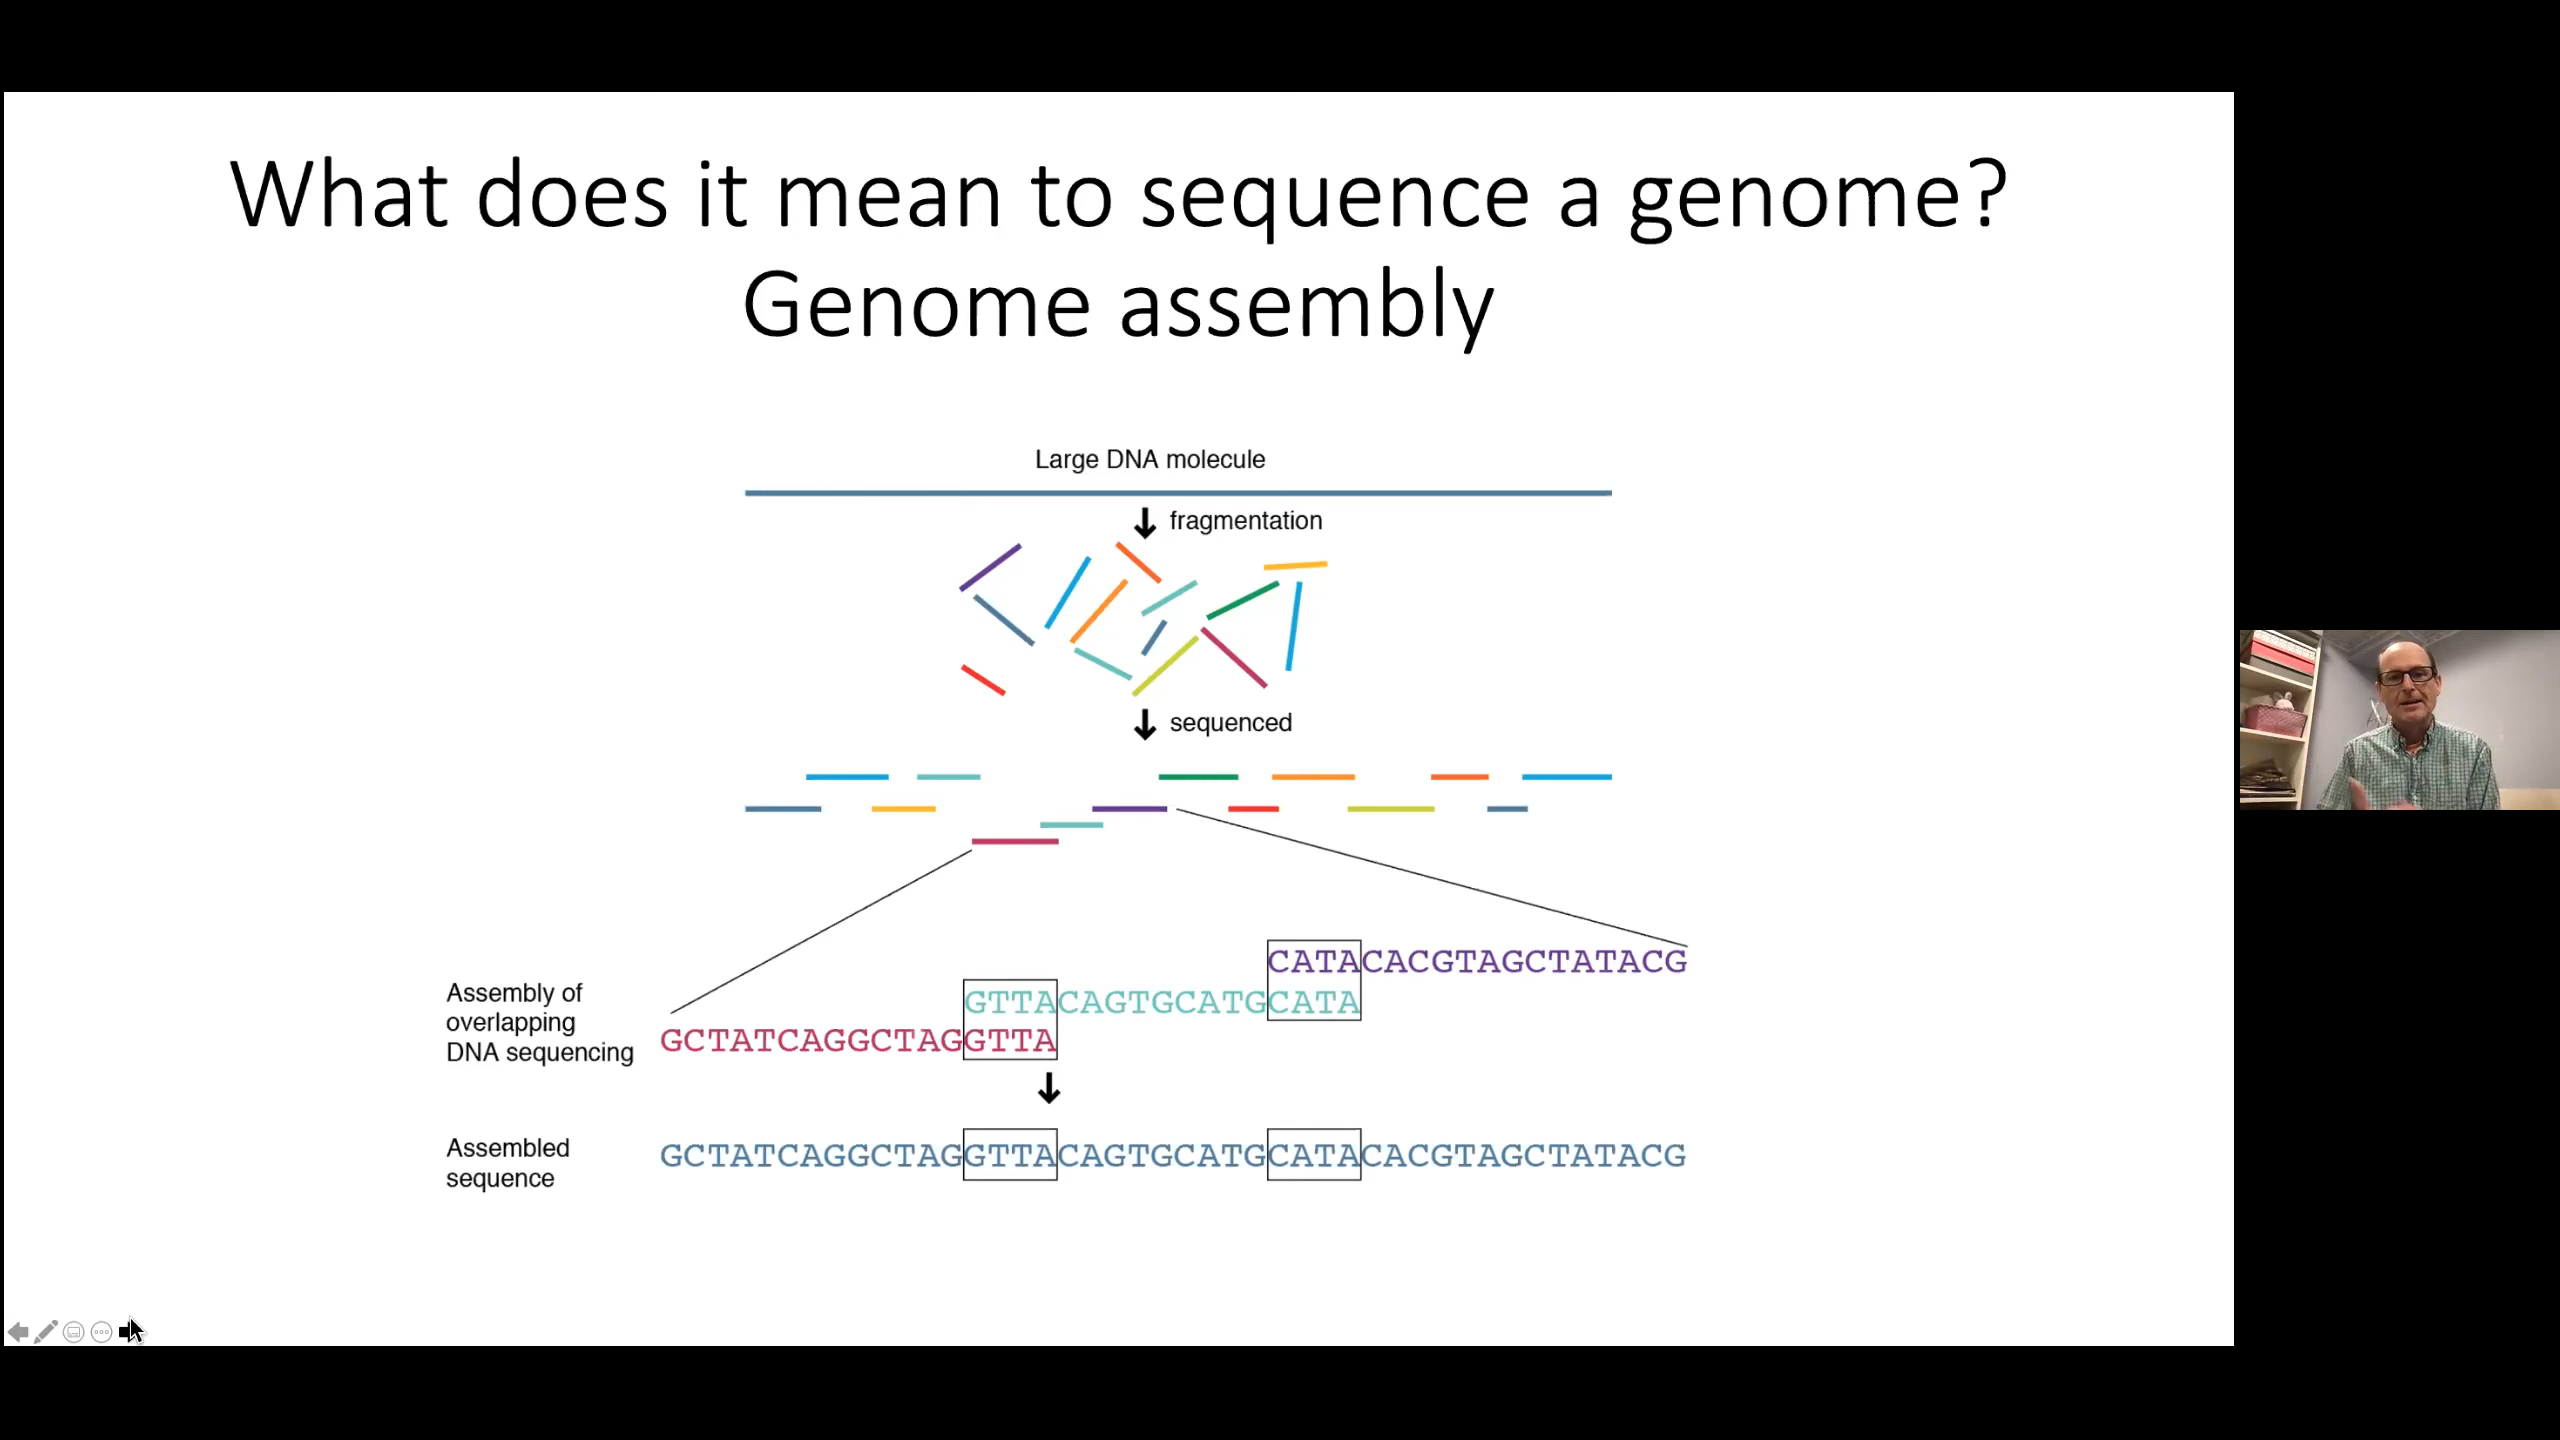 What does it mean to sequence a genome?
Genome assembly
Large DNA molecule
fragmentation
sequenced
CATACACGTAGCTATACG
GTTACAGTGCATGCATA
GCTATCAGGCTAGGTTA
Assembly of
overlapping
DNA sequencing
Assembled
sequence
GCTATCAGGCTAGGTTACAGTGCATGCATACACGTAGCTATACG